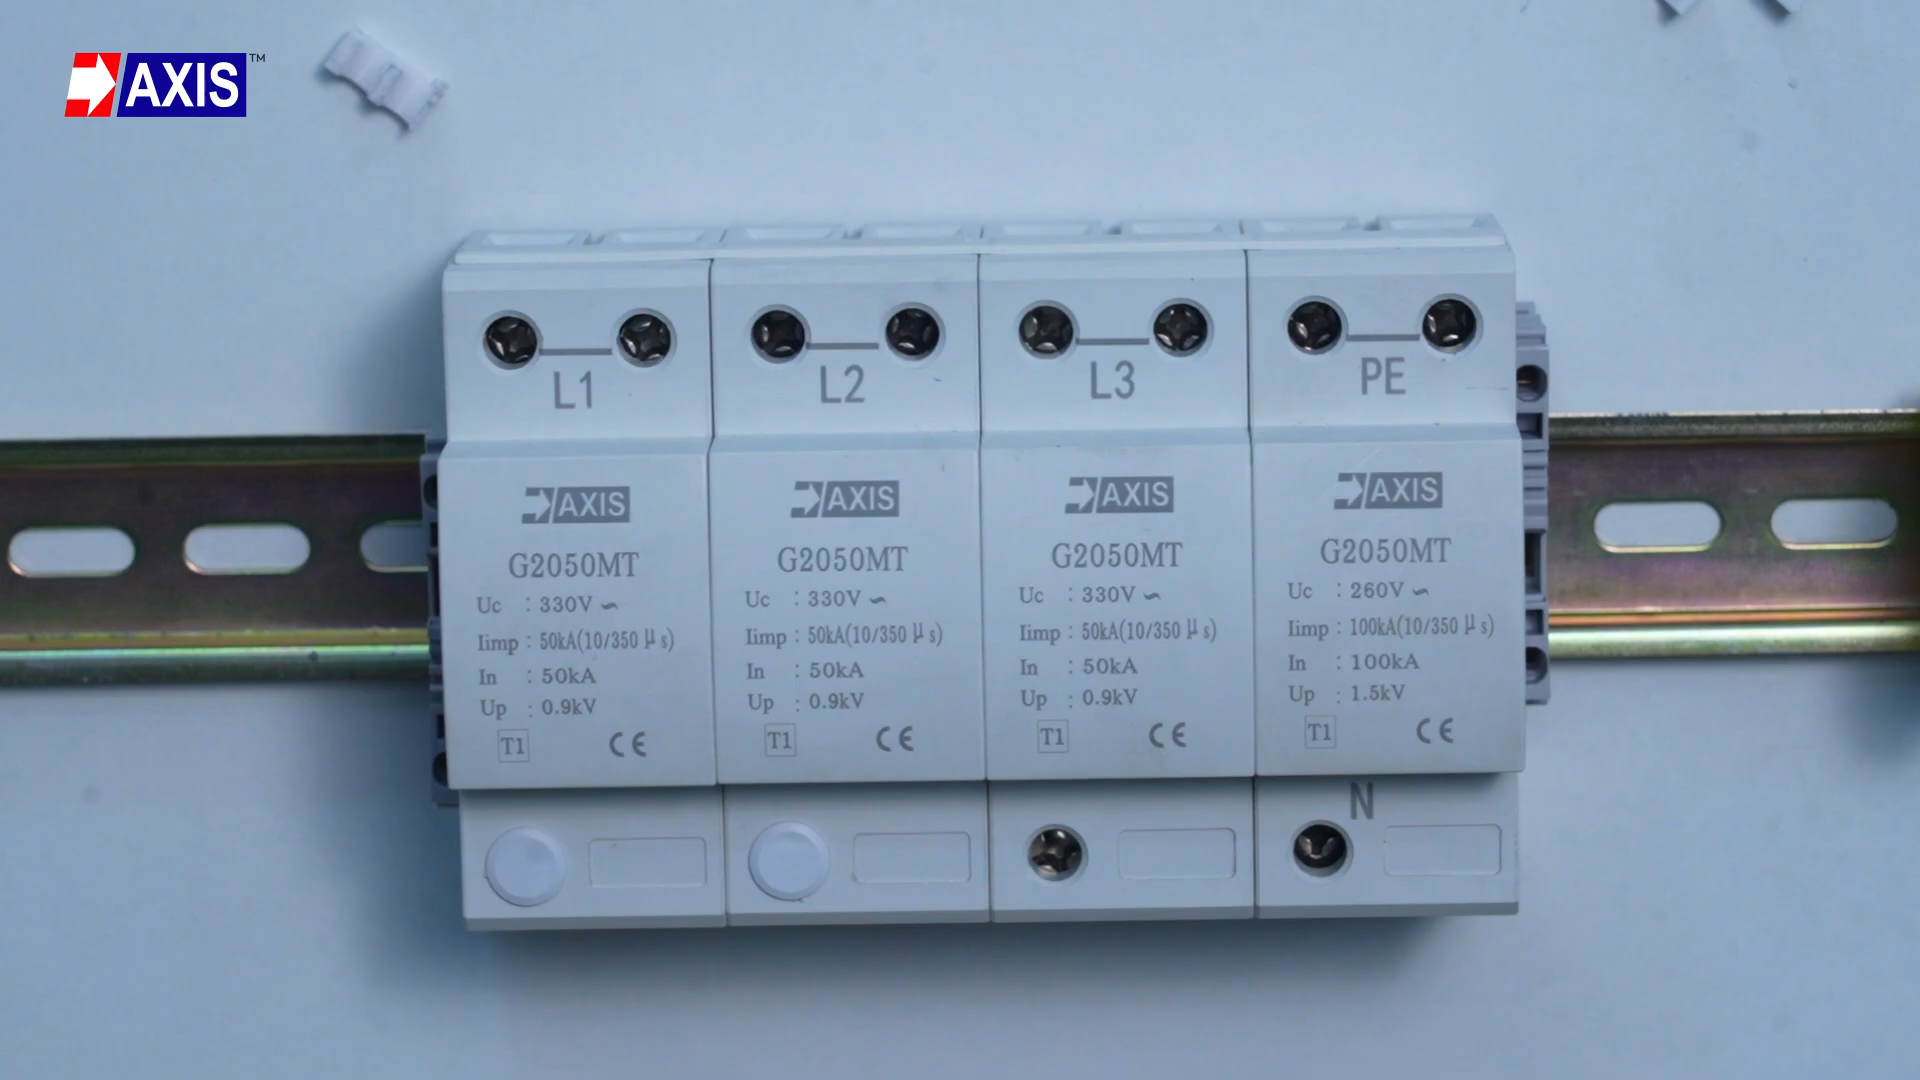 AXIS™
L1
L2
L3
PE
AXIS
G2050MT
Uc : 330V ~
Iimp : 50kA(10/350 μs)
In : 50kA
Up : 0.9kV
T1 CE
AXIS
G2050MT
Uc : 330V ~
Iimp : 50kA(10/350 μs)
In : 50kA
Up : 0.9kV
T1 CE
AXIS
G2050MT
Uc : 330V ~
Iimp : 50kA(10/350 μs)
In : 50kA
Up : 0.9kV
T1 CE
AXIS
G2050MT
Uc : 260V ~
Iimp : 100kA(10/350 μs)
In : 100kA
Up : 1.5kV
T1 CE
N